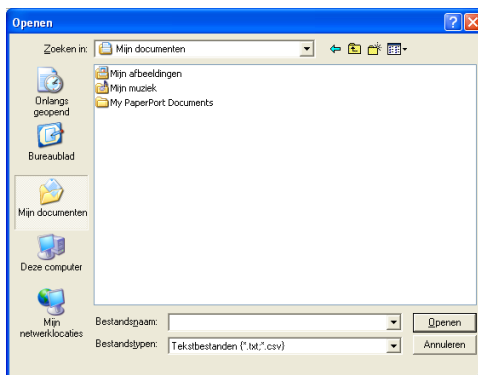 Openen
Zoeken in: Mijn documenten
Mijn afbeeldingen
Mijn muziek
My PaperPort Documents
Onlangs
geopend
Bureaublad
Mijn documenten
Deze computer
Mijn
netwerklocaties
Bestandsnaam:
Openen
Bestandstypen: Tekstbestanden (*.txt;*.csv)
Annuleren